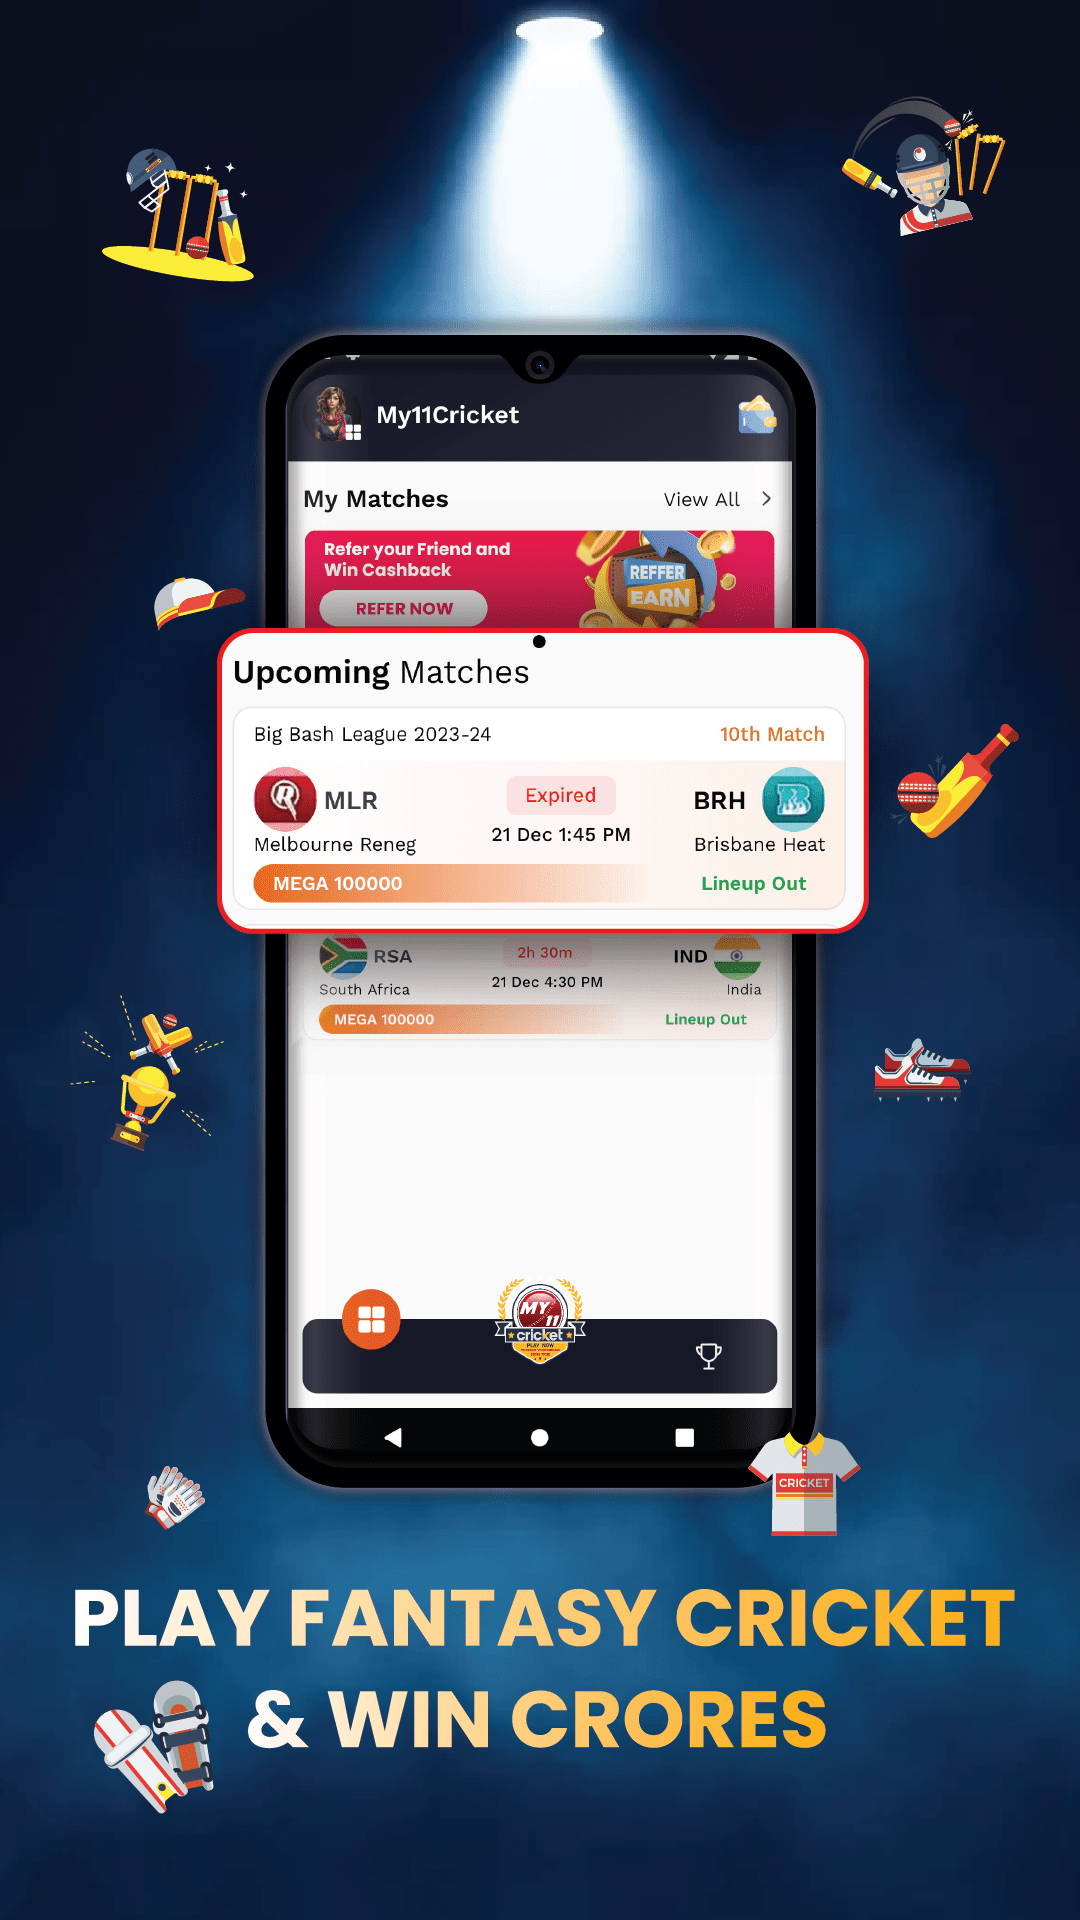 My11Cricket
My Matches
View All
Refer your Friend and
Win Cashback
REFER NOW
REFFER
EARN
Upcoming Matches
Big Bash League 2023-24
10th Match
MLR
Expired
BRH
Melbourne Reneg
21 Dec 1:45 PM
Brisbane Heat
MEGA 100000
Lineup Out
RSA
2h 30m
IND
South Africa
21 Dec 4:30 PM
India
MEGA 100000
Lineup Out
MY
11
cricket
PLAY NOW
CRICKET
PLAY FANTASY CRICKET
& WIN CRORES